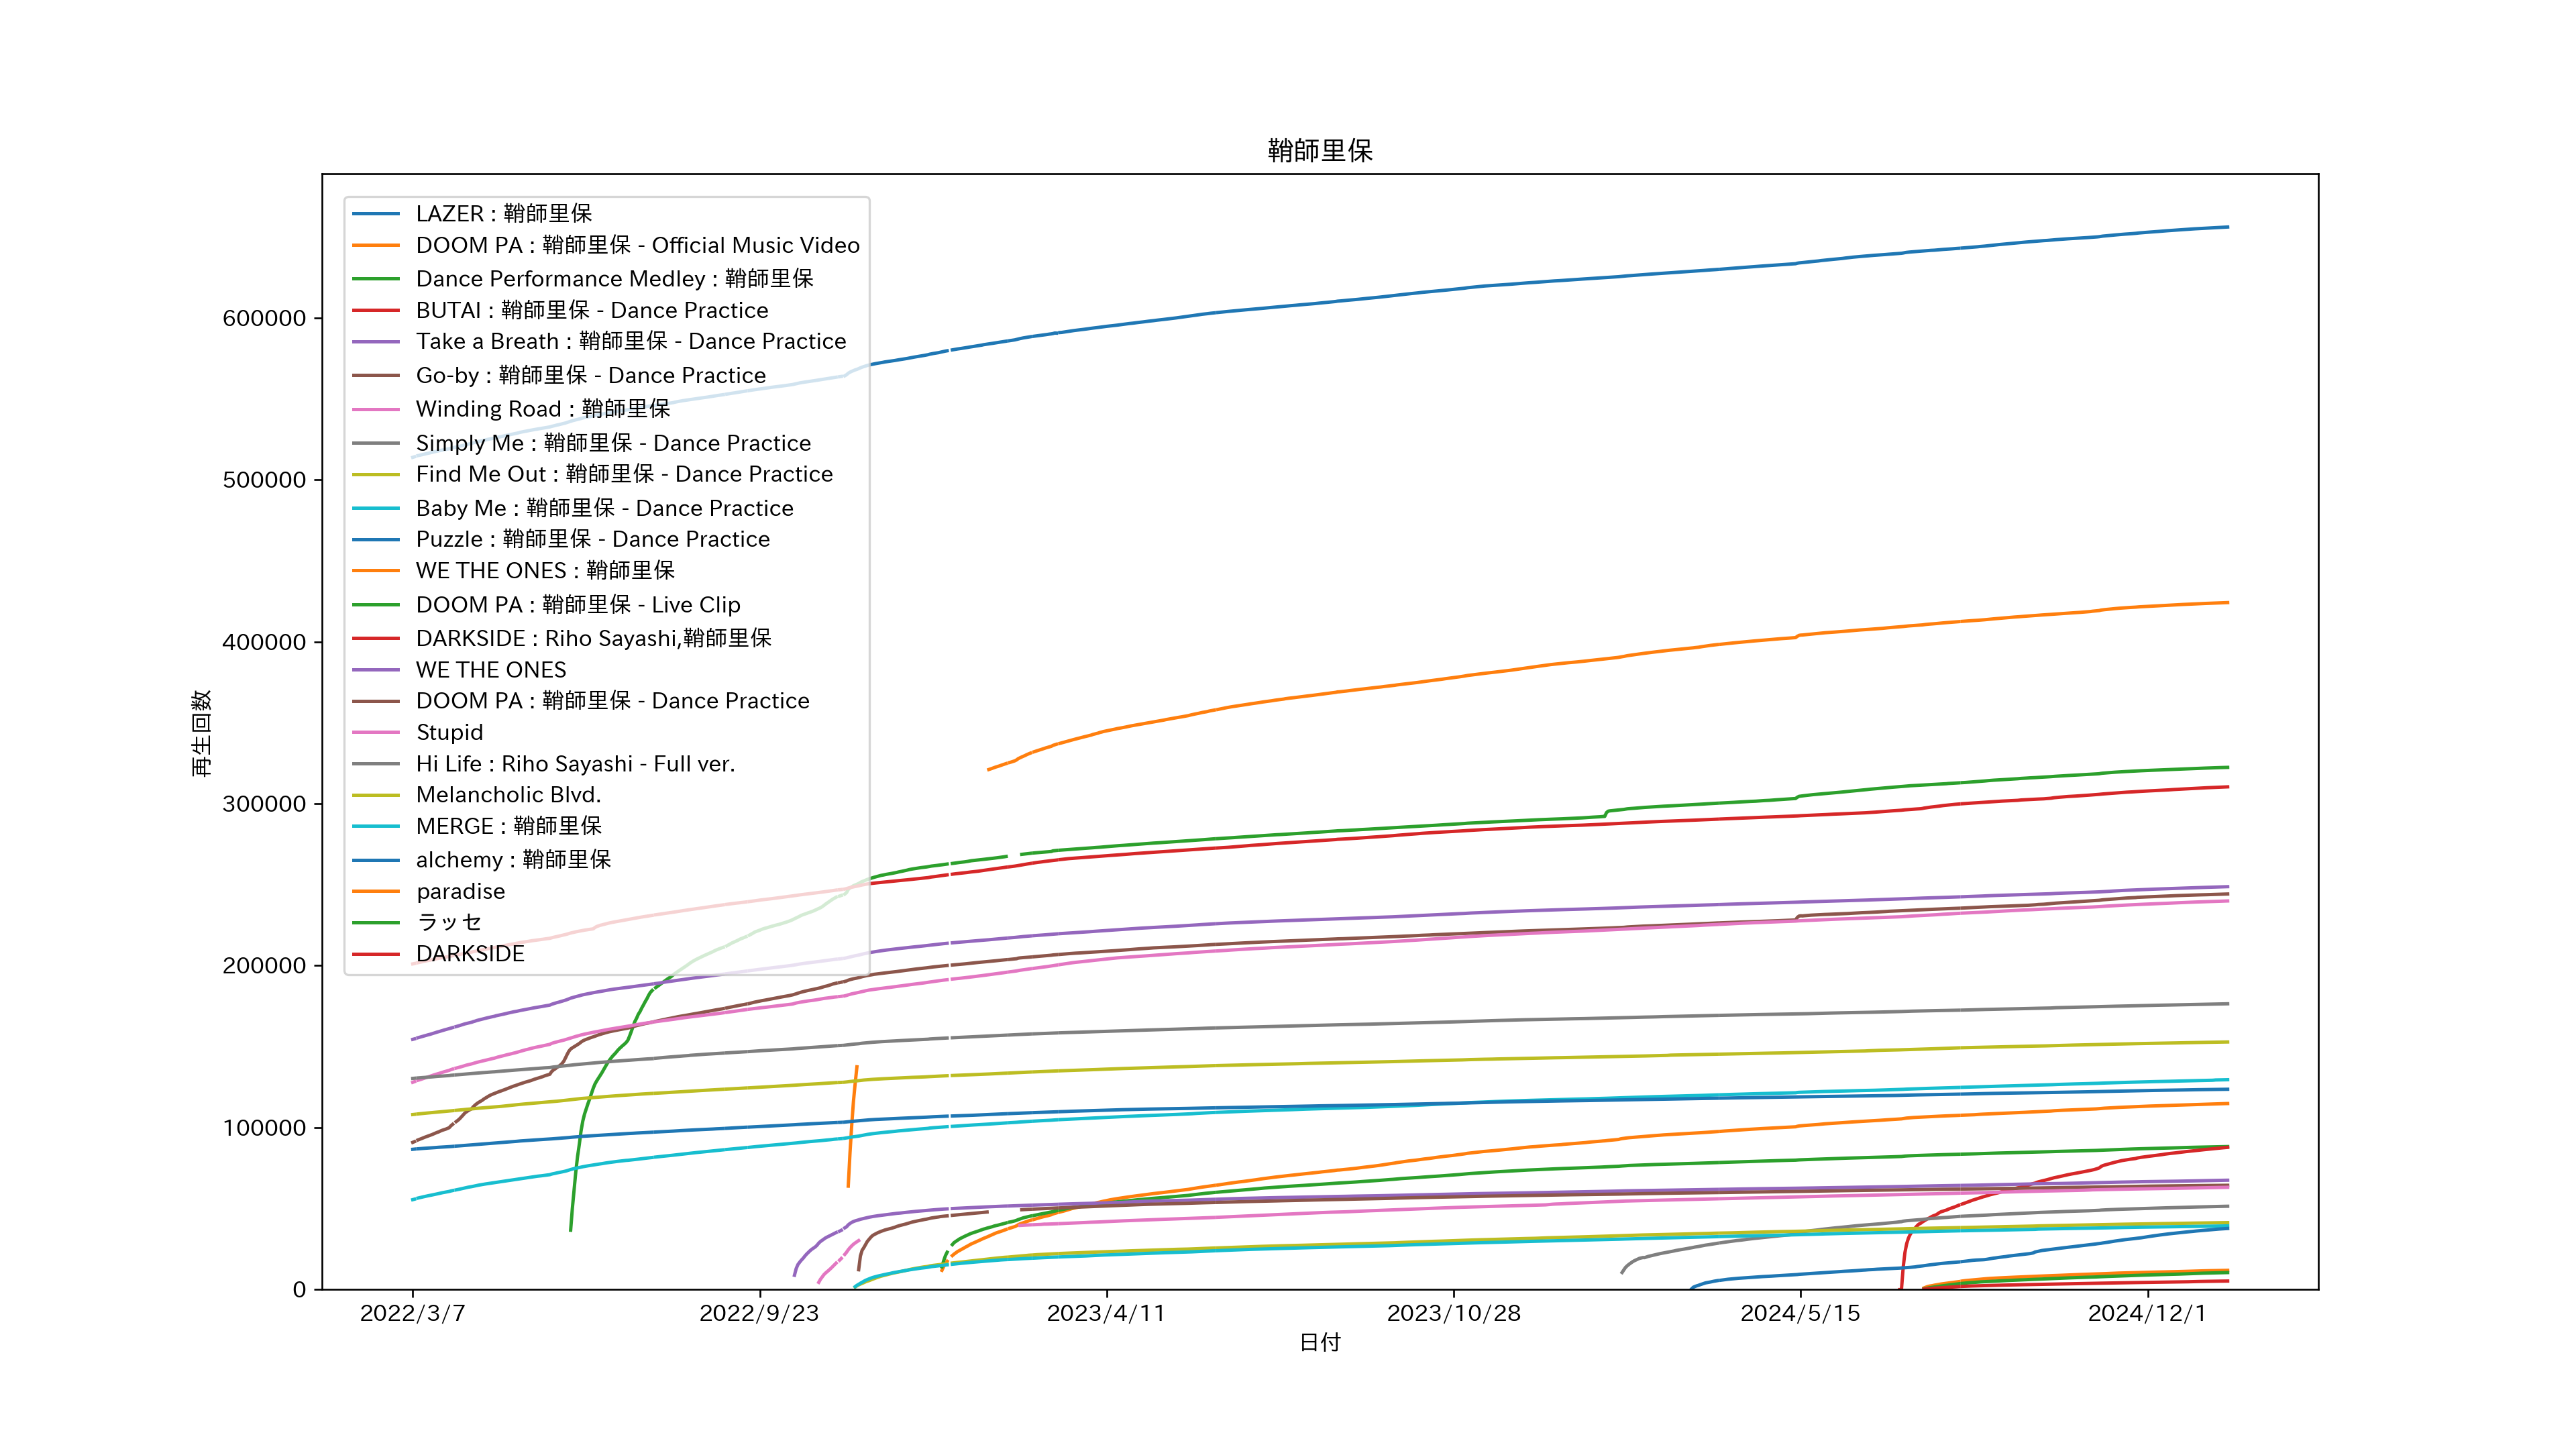 鞘師里保
LAZER : 鞘師里保
DOOM PA : 鞘師里保 - Official Music Video
Dance Performance Medley : 鞘師里保
BUTAI : 鞘師里保 - Dance Practice
Take a Breath : 鞘師里保 - Dance Practice
Go-by : 鞘師里保 - Dance Practice
Winding Road : 鞘師里保
Simply Me : 鞘師里保 - Dance Practice
Find Me Out : 鞘師里保 - Dance Practice
Baby Me : 鞘師里保 - Dance Practice
Puzzle : 鞘師里保 - Dance Practice
WE THE ONES : 鞘師里保
DOOM PA : 鞘師里保 - Live Clip
DARKSIDE : Riho Sayashi,鞘師里保
WE THE ONES
DOOM PA : 鞘師里保 - Dance Practice
Stupid
Hi Life : Riho Sayashi - Full ver.
Melancholic Blvd.
MERGE : 鞘師里保
alchemy : 鞘師里保
paradise
ラッセ
DARKSIDE
600000
500000
400000
300000
200000
100000
0
再生回数
2022/3/7
2022/9/23
2023/4/11
2023/10/28
2024/5/15
2024/12/1
日付